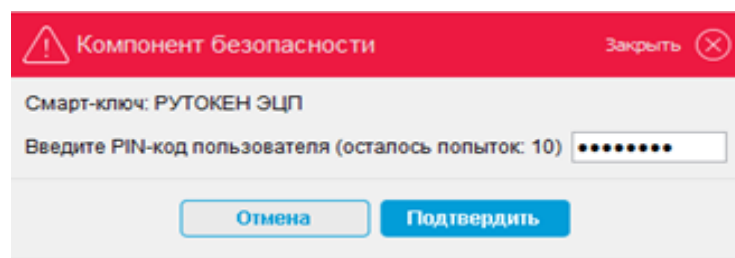 Компонент безопасности Закрыть
Смарт-ключ: РУТОКЕН ЭЦП
Введите PIN-код пользователя (осталось попыток: 10) ••••••••
Отмена Подтвердить